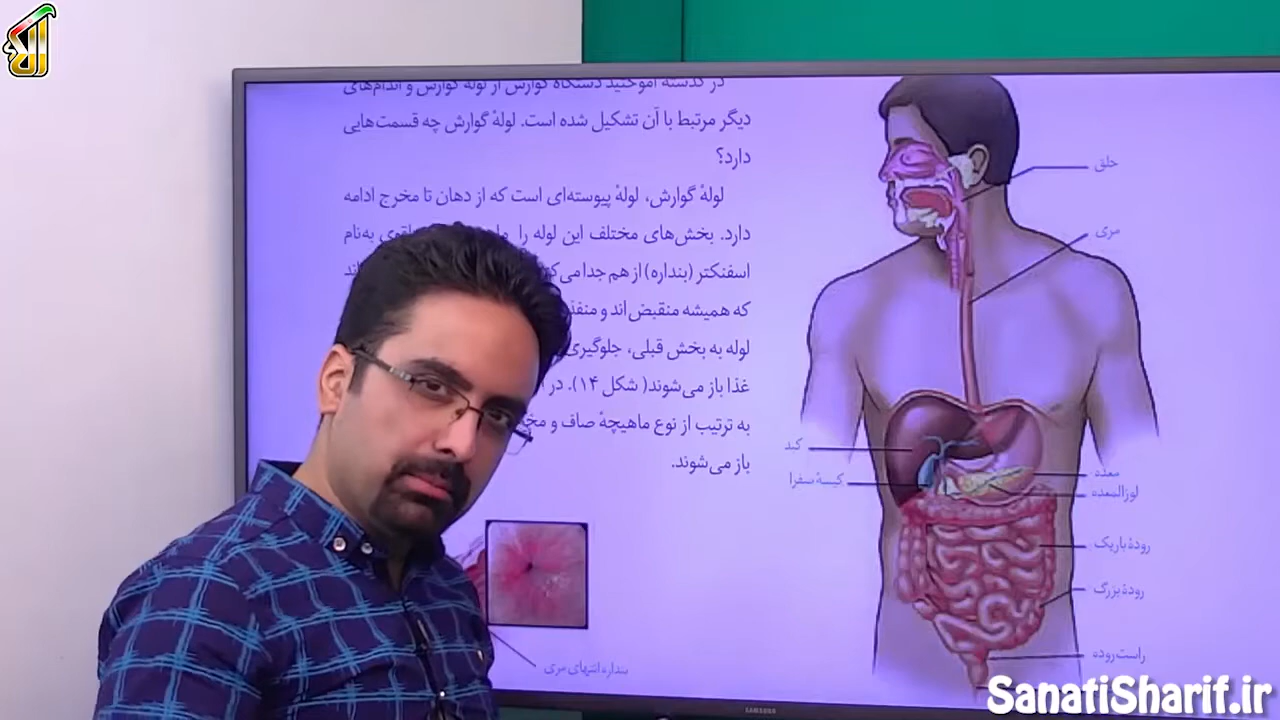 در گذشته آموختید دستگاه گوارش از لولهٔ گوارش و اندام‌های
دیگر مرتبط با آن تشکیل شده است. لولهٔ گوارش چه قسمت‌هایی
دارد؟
لولهٔ گوارش، لولهٔ پیوسته‌ای است که از دهان تا مخرج ادامه
دارد. بخش‌های مختلف این لوله را به‌نام
اسفنکتر (بنداره) از هم جدا می‌کنند
که همیشه منقبض‌اند و
لوله به بخش قبلی، جلوگیری
غذا باز می‌شوند( شکل ۱۴). در
به ترتیب از نوع ماهیچهٔ صاف و
باز می‌شوند.
بنداره انتهای مری
حلق
مری
کبد
کیسهٔ صفرا
معده
لوزالمعده
رودهٔ باریک
رودهٔ بزرگ
راست‌روده
SAMSUNG
SanatiSharif.ir